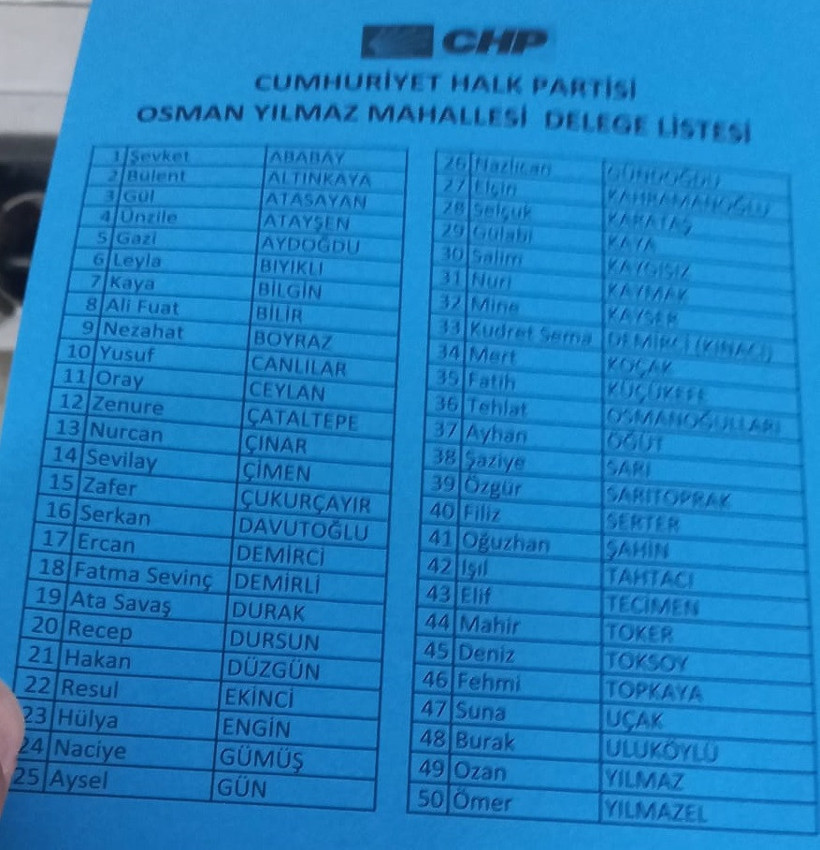 CHP
CUMHURİYET HALK PARTİSİ
OSMAN YILMAZ MAHALLESİ DELEGE LİSTESİ
1 Şevket ABABAY
2 Bülent ALTINKAYA
3 Gül ATASAYAN
4 Ünzile ATAYŞEN
5 Gazi AYDOĞDU
6 Leyla BIYIKLI
7 Kaya BİLGİN
8 Ali Fuat BİLİR
9 Nezahat BOYRAZ
10 Yusuf CANLILAR
11 Oray CEYLAN
12 Zenure ÇATALTEPE
13 Nurcan ÇINAR
14 Sevilay ÇİMEN
15 Zafer ÇUKURÇAYIR
16 Serkan DAVUTOĞLU
17 Ercan DEMİRCİ
18 Fatma Sevinç DEMİRLİ
19 Ata Savaş DURAK
20 Recep DURSUN
21 Hakan DÜZGÜN
22 Resul EKİNCİ
23 Hülya ENGİN
24 Naciye GÜMÜŞ
25 Aysel GÜN
26 Nazlıcan GÜNDOĞDU
27 Elçin KAHRAMANOĞLU
28 Selçuk KARATAŞ
29 Gülabi KAYA
30 Salim KAYGISIZ
31 Nuri KAYMAK
32 Mine KAYSER
33 Kudret Sema DEMİRCİ (KINACI)
34 Mert KOÇAK
35 Fatih KÜÇÜKEFE
36 Tehlat OSMANOĞULLARI
37 Ayhan ÖĞÜT
38 Şaziye SARI
39 Özgür SARITOPRAK
40 Filiz SERTER
41 Oğuzhan ŞAHİN
42 Işıl TAHTACI
43 Elif TECİMEN
44 Mahir TOKER
45 Deniz TOKSOY
46 Fehmi TOPKAYA
47 Suna UÇAK
48 Burak ULUKÖYLÜ
49 Ozan YILMAZ
50 Ömer YILMAZEL